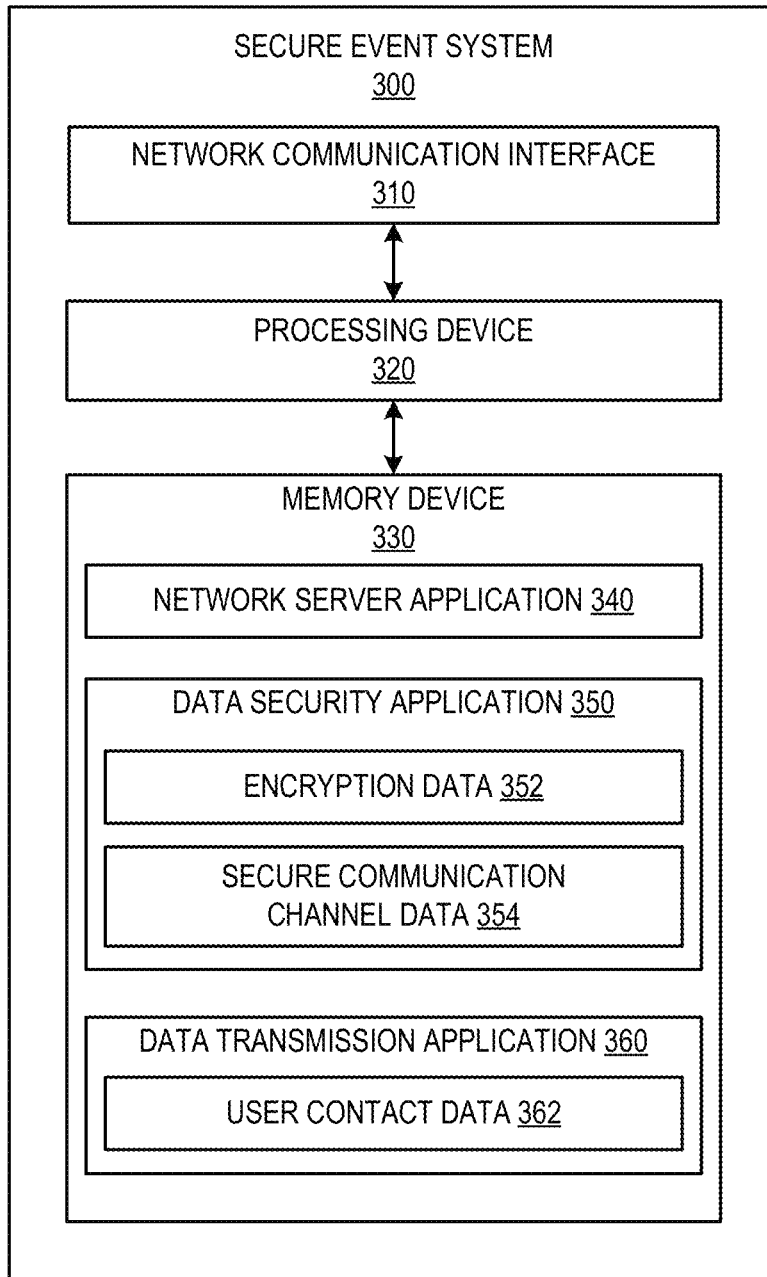 SECURE EVENT SYSTEM
300
NETWORK COMMUNICATION INTERFACE
310
PROCESSING DEVICE
320
MEMORY DEVICE
330
NETWORK SERVER APPLICATION 340
DATA SECURITY APPLICATION 350
ENCRYPTION DATA 352
SECURE COMMUNICATION
CHANNEL DATA 354
DATA TRANSMISSION APPLICATION 360
USER CONTACT DATA 362